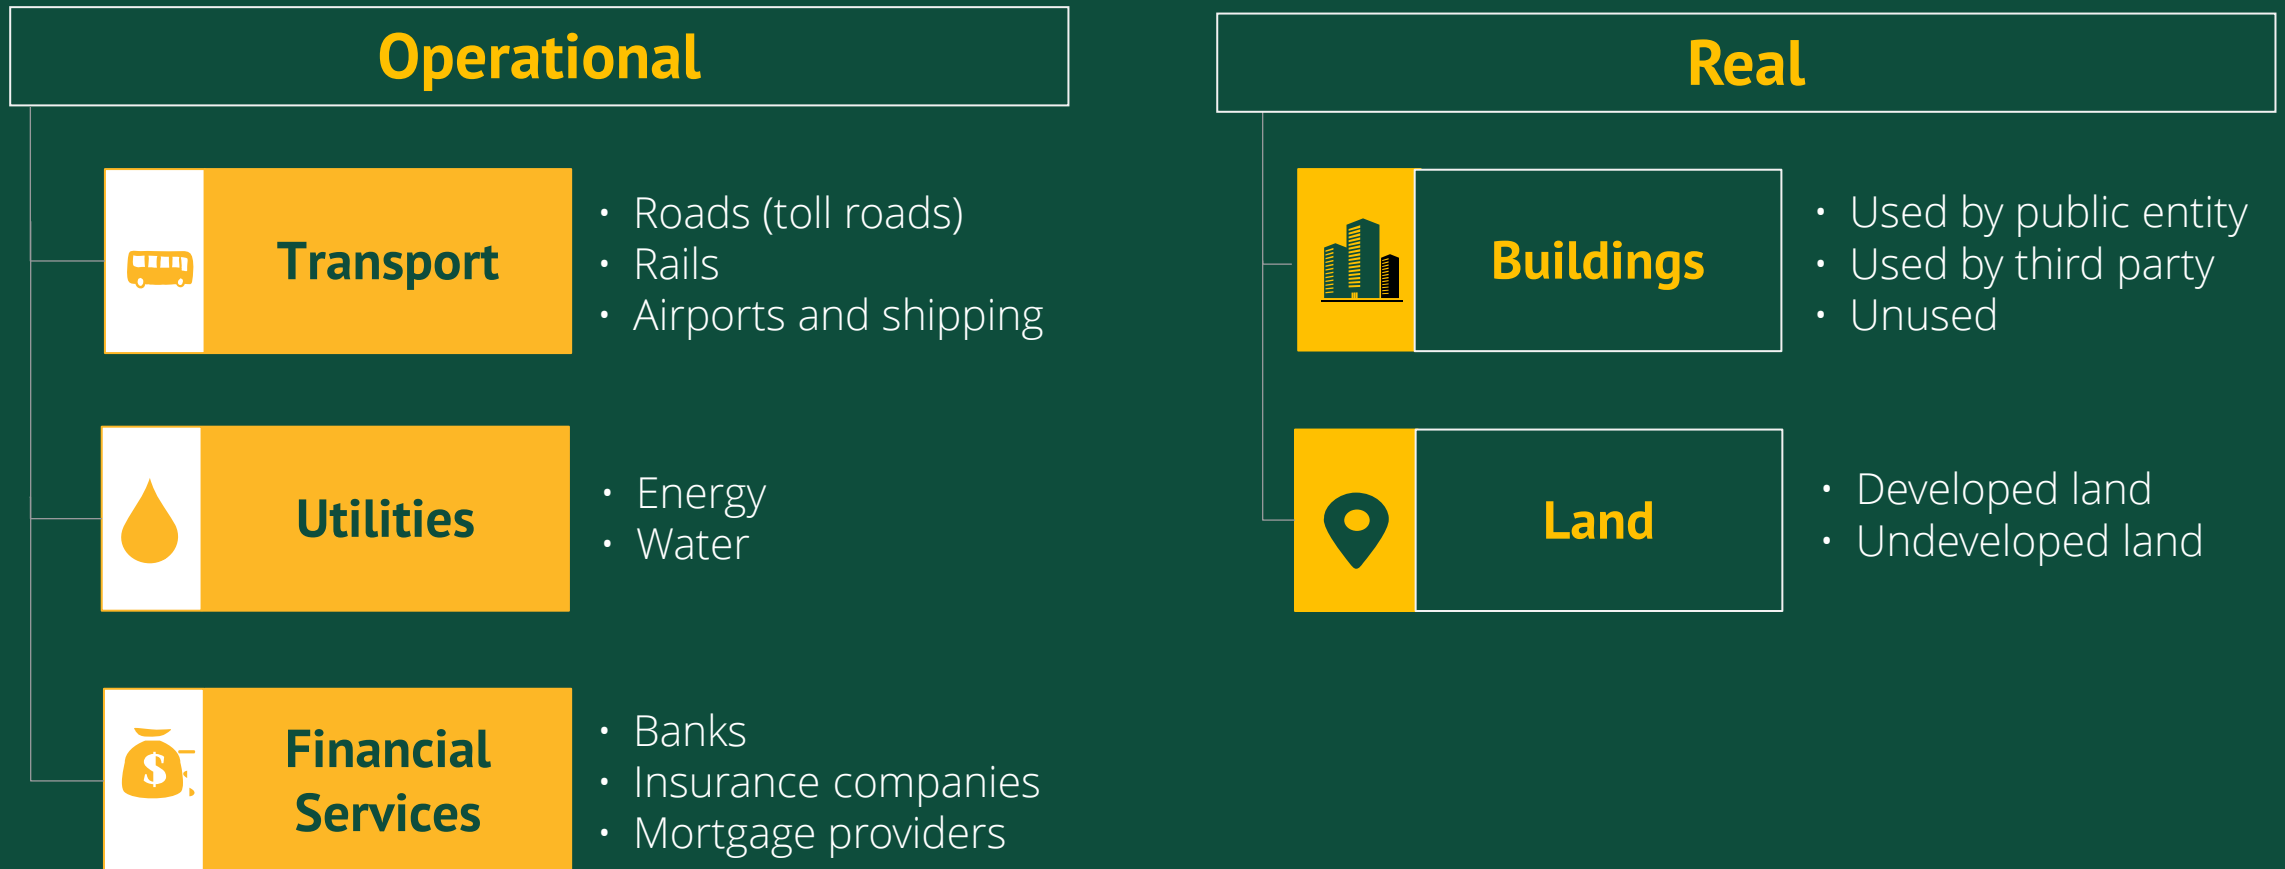 Operational
Transport
• Roads (toll roads)
• Rails
• Airports and shipping
Utilities
• Energy
• Water
Financial
Services
• Banks
• Insurance companies
• Mortgage providers
Real
Buildings
• Used by public entity
• Used by third party
• Unused
Land
• Developed land
• Undeveloped land